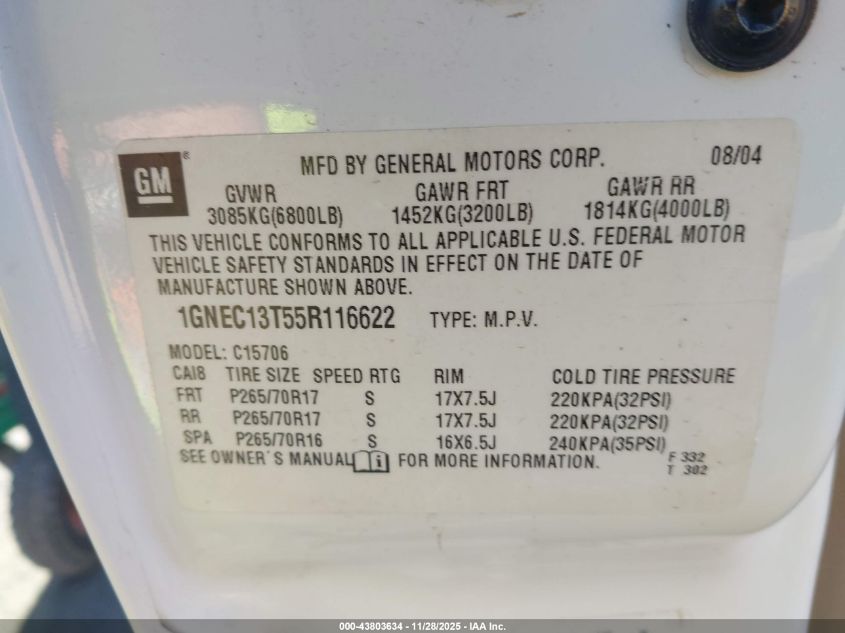 GM®
MFD BY GENERAL MOTORS CORP. 08/04
GVWR GAWR FRT GAWR RR
3085KG(6800LB) 1452KG(3200LB) 1814KG(4000LB)
THIS VEHICLE CONFORMS TO ALL APPLICABLE U.S. FEDERAL MOTOR
VEHICLE SAFETY STANDARDS IN EFFECT ON THE DATE OF
MANUFACTURE SHOWN ABOVE.
1GNEC13T55R116622 TYPE: M.P.V.
MODEL: C15706
CAI8 TIRE SIZE SPEED RTG RIM COLD TIRE PRESSURE
FRT P265/70R17 S 17X7.5J 220KPA(32PSI)
RR P265/70R17 S 17X7.5J 220KPA(32PSI)
SPA P265/70R16 S 16X6.5J 240KPA(35PSI)
SEE OWNER'S MANUAL i FOR MORE INFORMATION. F 332
T 302
000-43803634 - 11/28/2025 - IAA Inc.